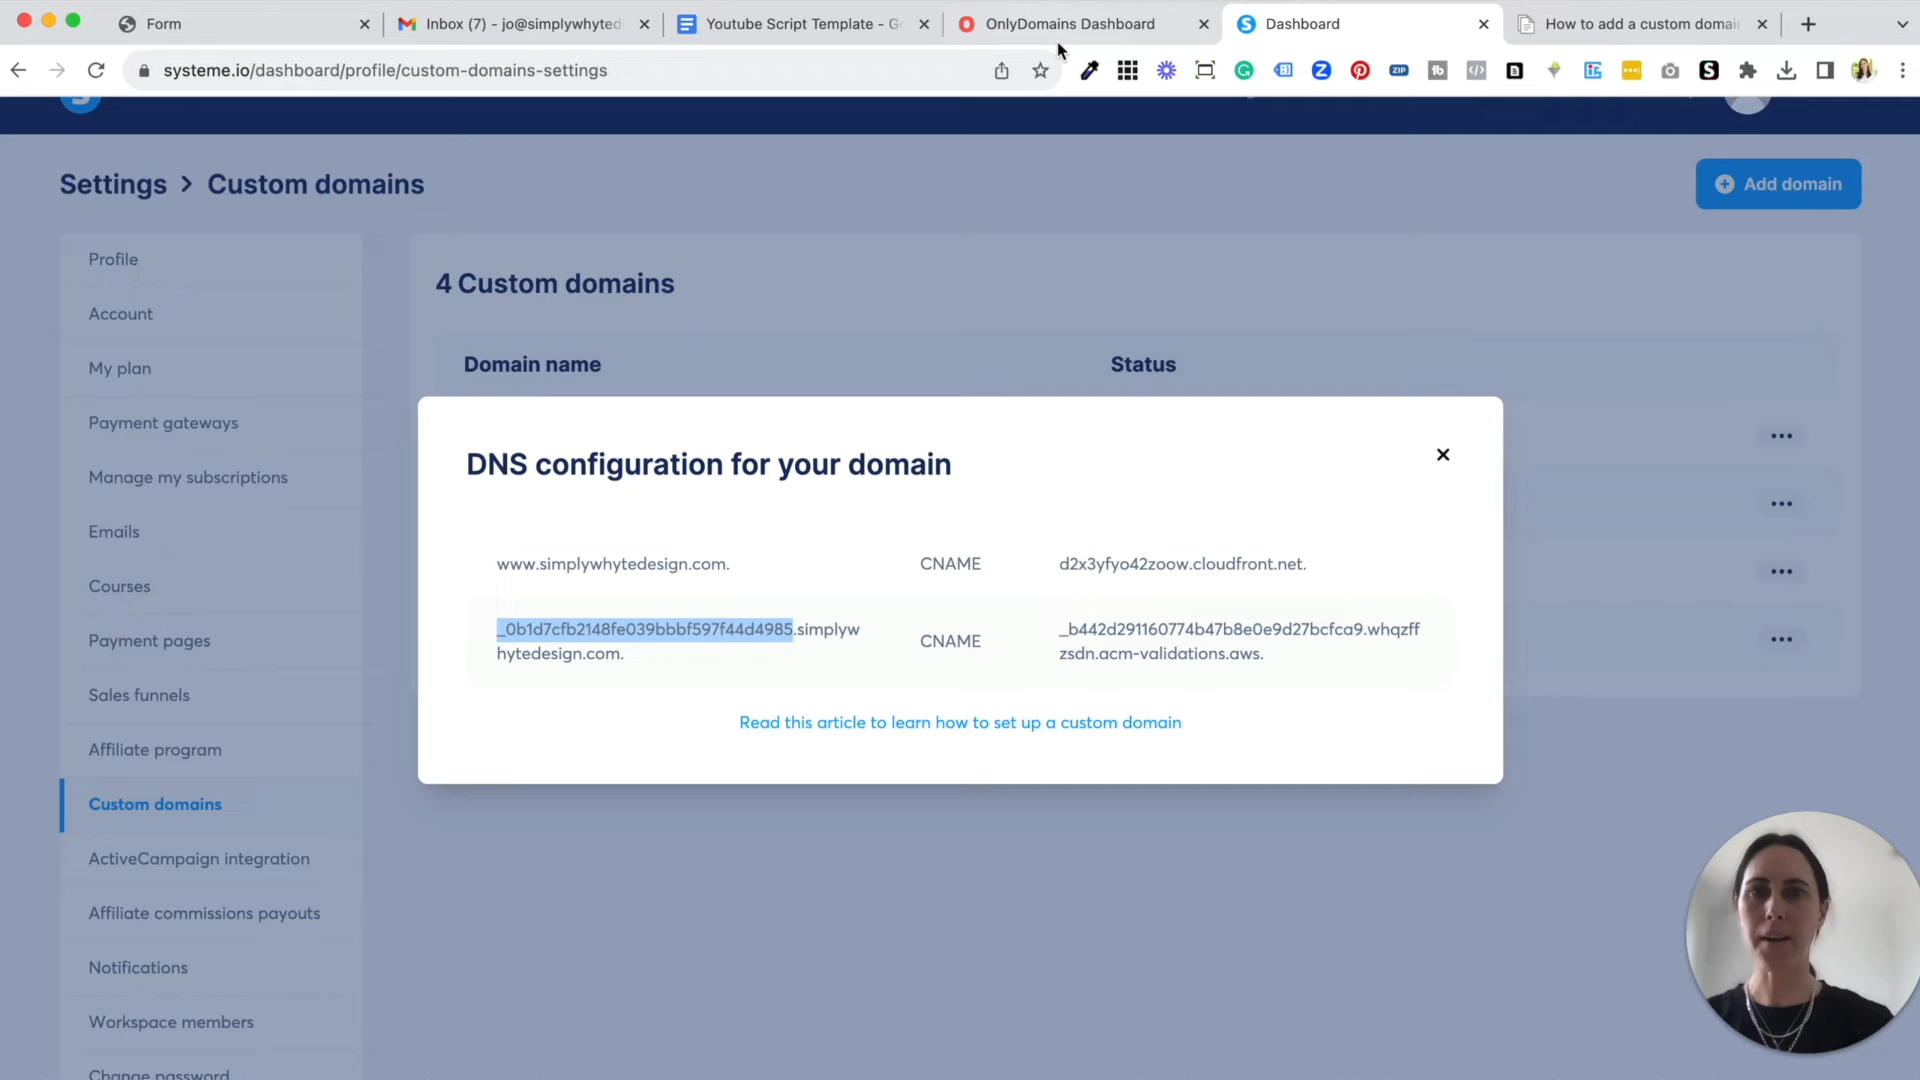 Form
Inbox (7) - jo@simplywhyted
Youtube Script Template - Go
OnlyDomains Dashboard
Dashboard
How to add a custom domai
systeme.io/dashboard/profile/custom-domains-settings
Settings > Custom domains
Add domain
Profile
Account
My plan
Payment gateways
Manage my subscriptions
Emails
Courses
Payment pages
Sales funnels
Affiliate program
Custom domains
ActiveCampaign integration
Affiliate commissions payouts
Notifications
Workspace members
Change password
4 Custom domains
Domain name
Status
DNS configuration for your domain
www.simplywhytedesign.com.
CNAME
d2x3yfyo42zoow.cloudfront.net.
_0b1d7cfb2148fe039bbbf597f44d4985.simplyw
hytedesign.com.
CNAME
_b442d291160774b47b8e0e9d27bcfca9.whqzff
zsdn.acm-validations.aws.
Read this article to learn how to set up a custom domain